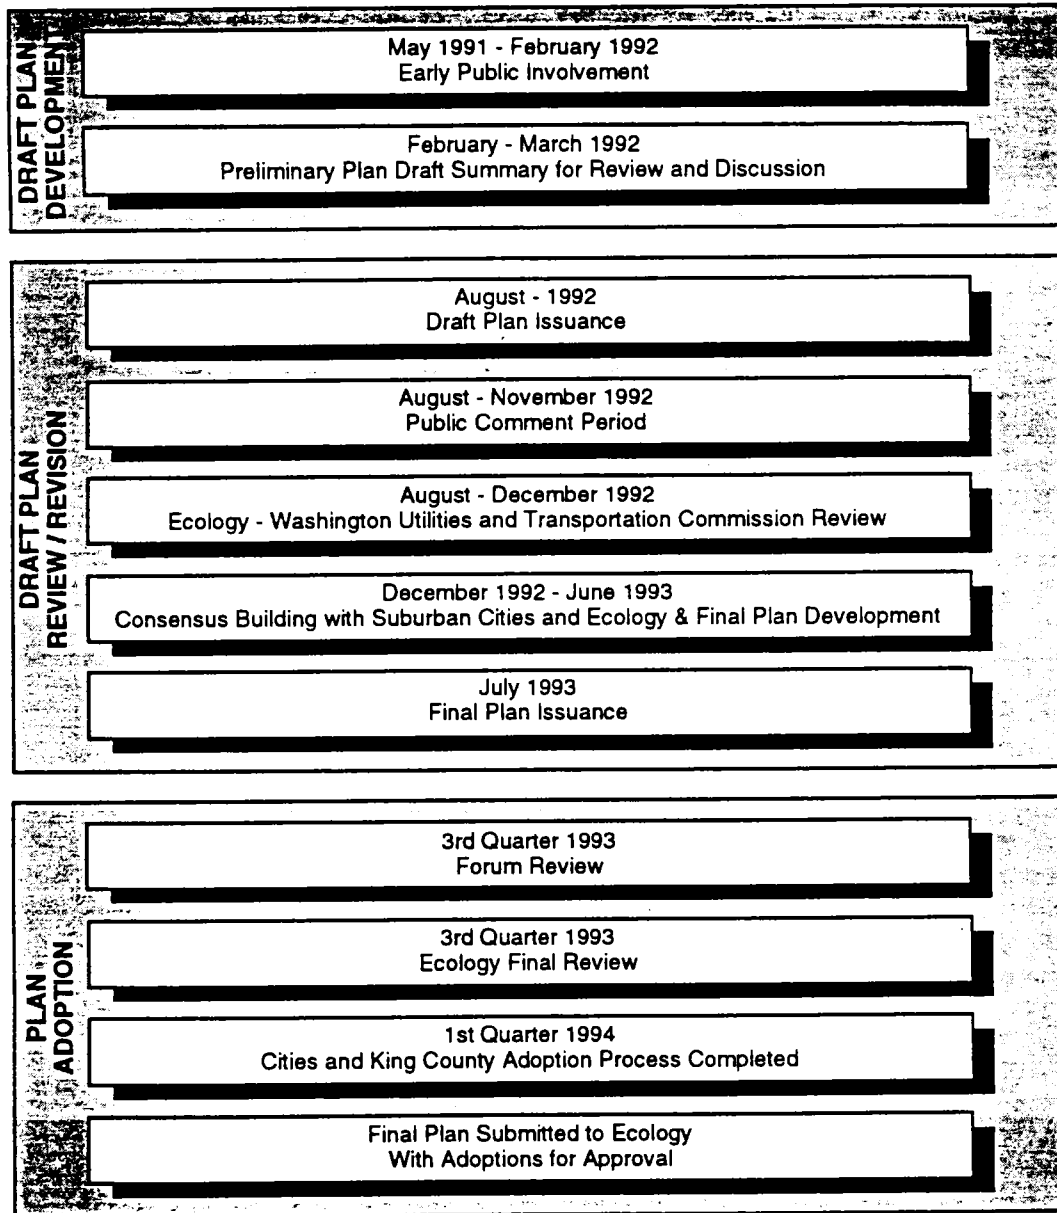 DRAFT PLAN
DEVELOPMENT
May 1991 - February 1992
Early Public Involvement
February - March 1992
Preliminary Plan Draft Summary for Review and Discussion
DRAFT PLAN
REVIEW / REVISION
August - 1992
Draft Plan Issuance
August - November 1992
Public Comment Period
August - December 1992
Ecology - Washington Utilities and Transportation Commission Review
December 1992 - June 1993
Consensus Building with Suburban Cities and Ecology & Final Plan Development
July 1993
Final Plan Issuance
PLAN
ADOPTION
3rd Quarter 1993
Forum Review
3rd Quarter 1993
Ecology Final Review
1st Quarter 1994
Cities and King County Adoption Process Completed
Final Plan Submitted to Ecology
With Adoptions for Approval